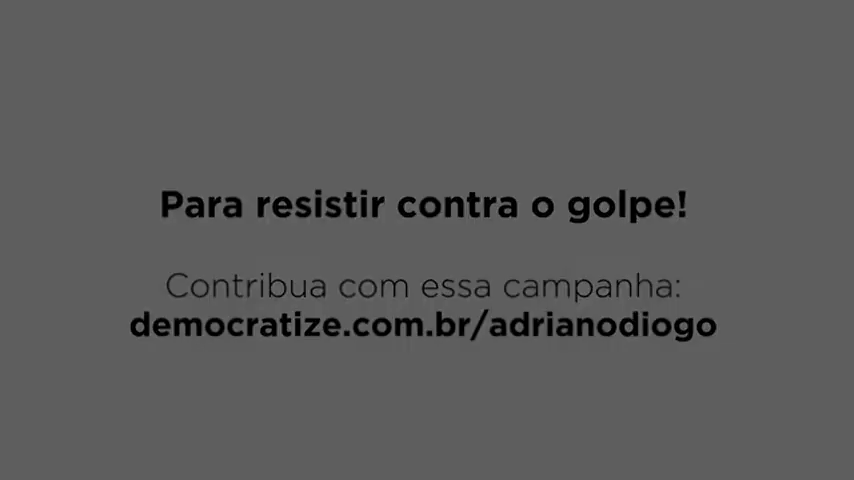 Para resistir contra o golpe!
Contribua com essa campanha:
democratize.com.br/adrianodiogo